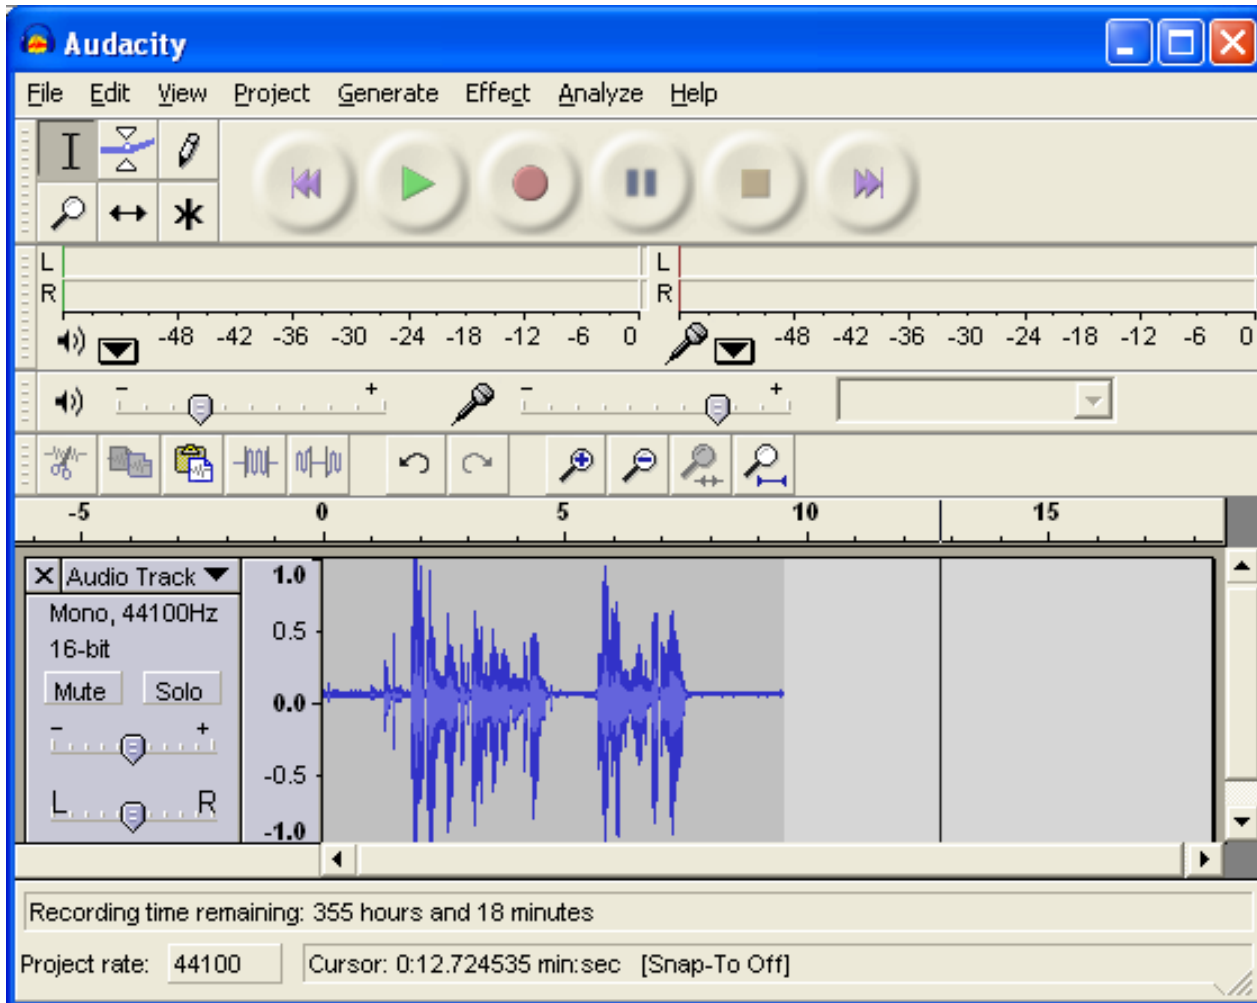 Audacity
File Edit View Project Generate Effect Analyze Help
L L
R R
-48 -42 -36 -30 -24 -18 -12 -6 0 -48 -42 -36 -30 -24 -18 -12 -6 0
- + - +
-5 0 5 10 15
X Audio Track 1.0
Mono, 44100Hz
0.5
16-bit
Mute Solo
0.0
- +
-0.5
L R
-1.0
Recording time remaining: 355 hours and 18 minutes
Project rate: 44100 Cursor: 0:12.724535 min:sec [Snap-To Off]